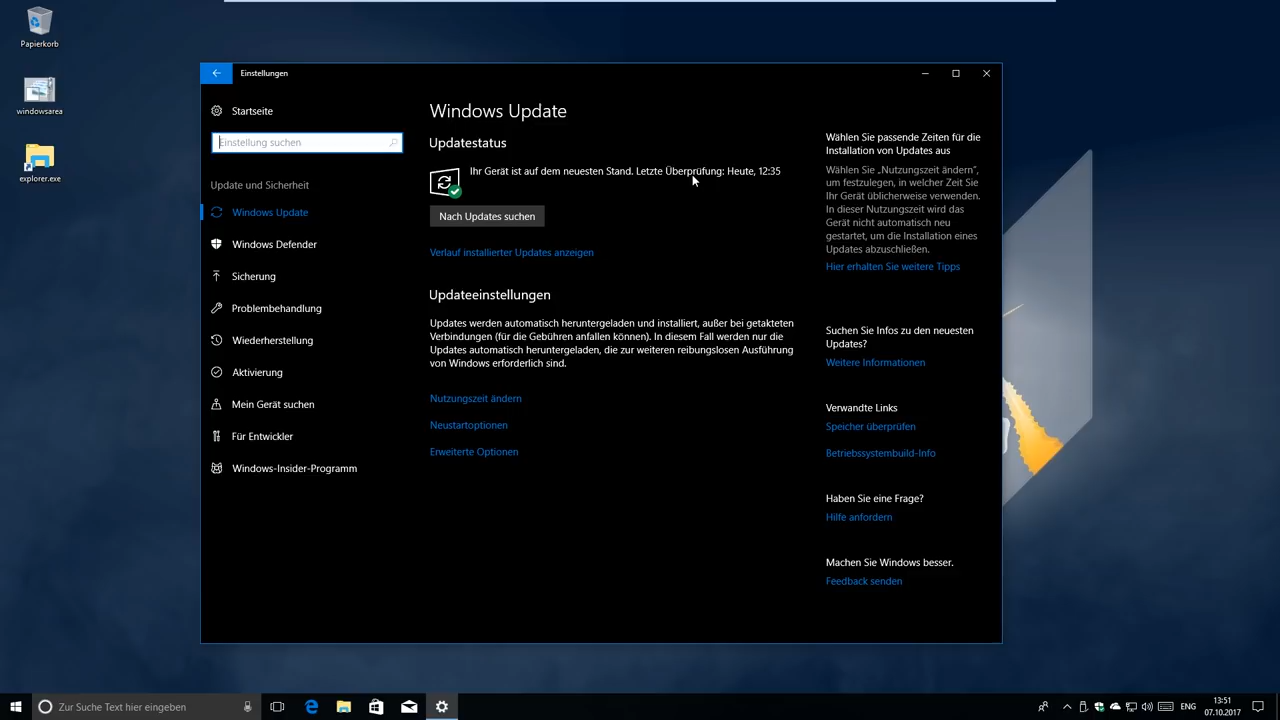 Papierkorb
windowsarea
explorer.exe
Einstellungen
Startseite
Einstellung suchen
Update und Sicherheit
Windows Update
Windows Defender
Sicherung
Problembehandlung
Wiederherstellung
Aktivierung
Mein Gerät suchen
Für Entwickler
Windows-Insider-Programm
Windows Update
Updatestatus
Ihr Gerät ist auf dem neuesten Stand. Letzte Überprüfung: Heute, 12:35
Nach Updates suchen
Verlauf installierter Updates anzeigen
Updateeinstellungen
Updates werden automatisch heruntergeladen und installiert, außer bei getakteten
Verbindungen (für die Gebühren anfallen können). In diesem Fall werden nur die
Updates automatisch heruntergeladen, die zur weiteren reibungslosen Ausführung
von Windows erforderlich sind.
Nutzungszeit ändern
Neustartoptionen
Erweiterte Optionen
Wählen Sie passende Zeiten für die
Installation von Updates aus
Wählen Sie „Nutzungszeit ändern“,
um festzulegen, in welcher Zeit Sie
Ihr Gerät üblicherweise verwenden.
In dieser Nutzungszeit wird das
Gerät nicht automatisch neu
gestartet, um die Installation eines
Updates abzuschließen.
Hier erhalten Sie weitere Tipps
Suchen Sie Infos zu den neuesten
Updates?
Weitere Informationen
Verwandte Links
Speicher überprüfen
Betriebssystembuild-Info
Haben Sie eine Frage?
Hilfe anfordern
Machen Sie Windows besser.
Feedback senden
Zur Suche Text hier eingeben
ENG
13:51
07.10.2017